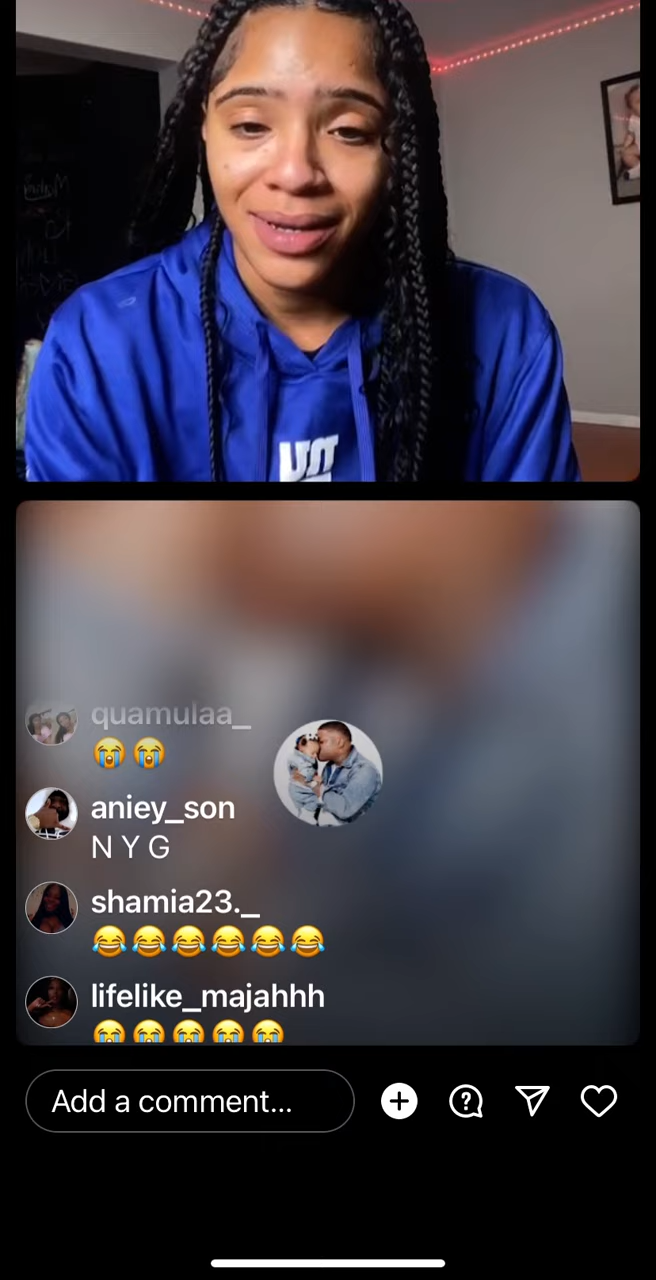 quamulaa_
😭😭
aniey_son
N Y G
shamia23._
😂😂😂😂😂😂
lifelike_majahhh
😭😭😭😭😭
Add a comment...